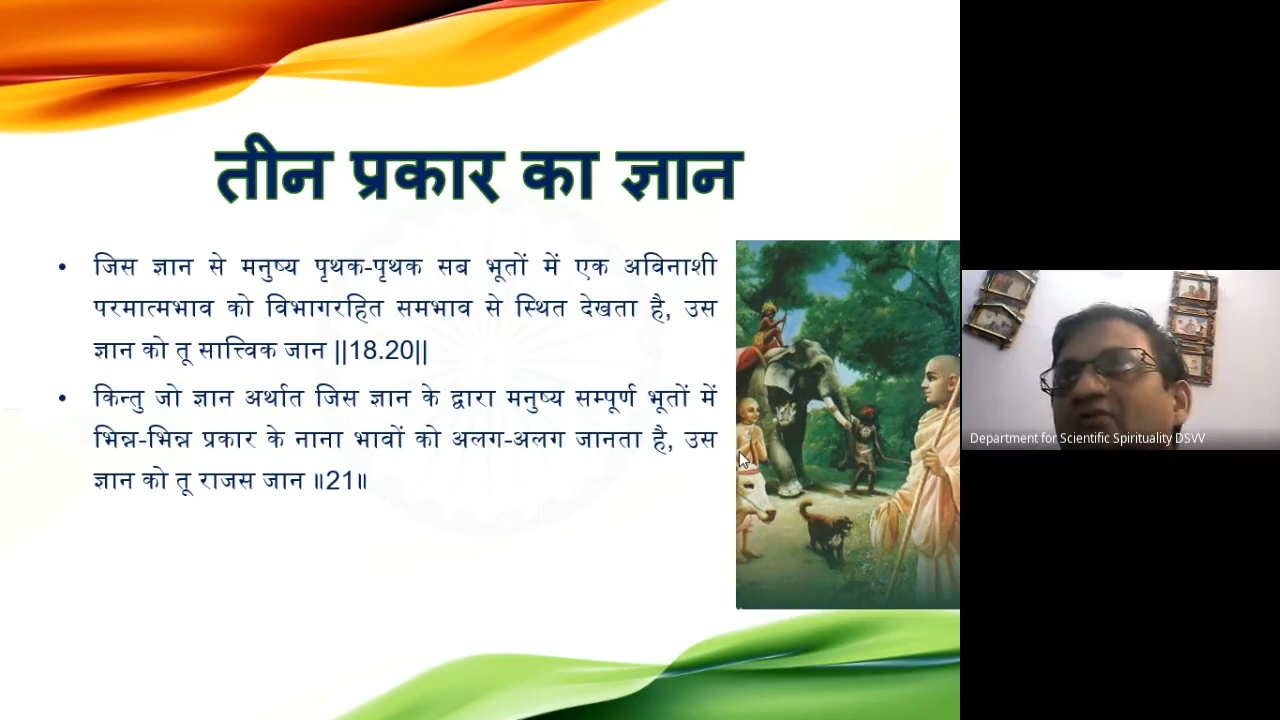 तीन प्रकार का ज्ञान
• जिस ज्ञान से मनुष्य पृथक-पृथक सब भूतों में एक अविनाशी
परमात्मभाव को विभागरहित समभाव से स्थित देखता है, उस
ज्ञान को तू सात्त्विक जान ||18.20||
• किन्तु जो ज्ञान अर्थात जिस ज्ञान के द्वारा मनुष्य सम्पूर्ण भूतों में
भिन्न-भिन्न प्रकार के नाना भावों को अलग-अलग जानता है, उस
ज्ञान को तू राजस जान ॥21॥
Department for Scientific Spirituality DSVV